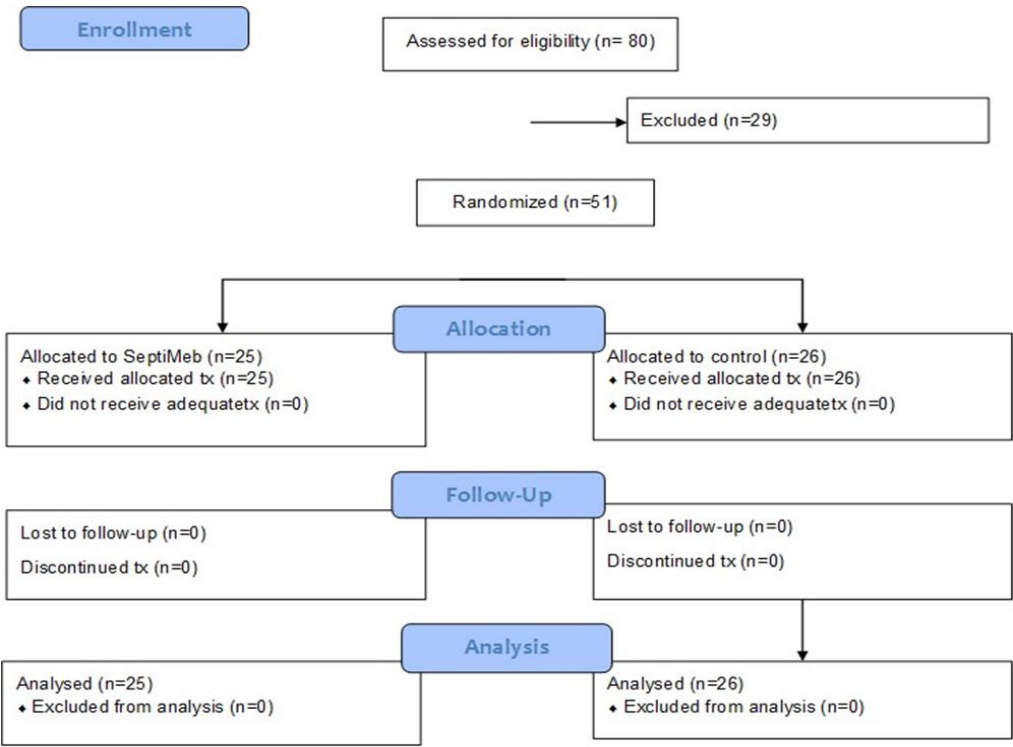 Enrollment
Assessed for eligibility (n= 80)
Excluded (n=29)
Randomized (n=51)
Allocation
Allocated to SeptiMeb (n=25)
⬥ Received allocated tx (n=25)
⬥ Did not receive adequatetx (n=0)
Allocated to control (n=26)
⬥ Received allocated tx (n=26)
⬥ Did not receive adequatetx (n=0)
Follow-Up
Lost to follow-up (n=0)
Discontinued tx (n=0)
Lost to follow-up (n=0)
Discontinued tx (n=0)
Analysis
Analysed (n=25)
⬥ Excluded from analysis (n=0)
Analysed (n=26)
⬥ Excluded from analysis (n=0)